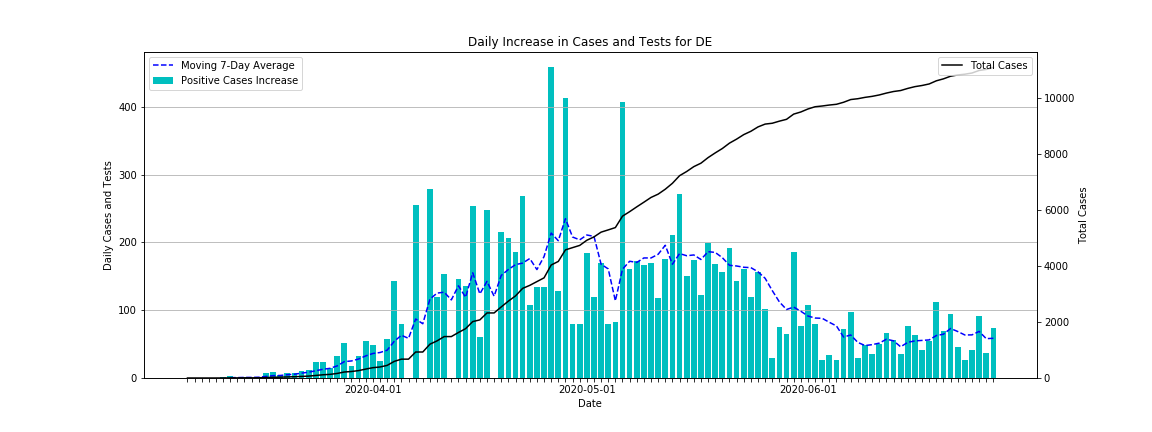 Daily Increase in Cases and Tests for DE
Moving 7-Day Average
Positive Cases Increase
Total Cases
400
300
200
100
0
Daily Cases and Tests
10000
8000
6000
4000
2000
0
Total Cases
2020-04-01
2020-05-01
2020-06-01
Date